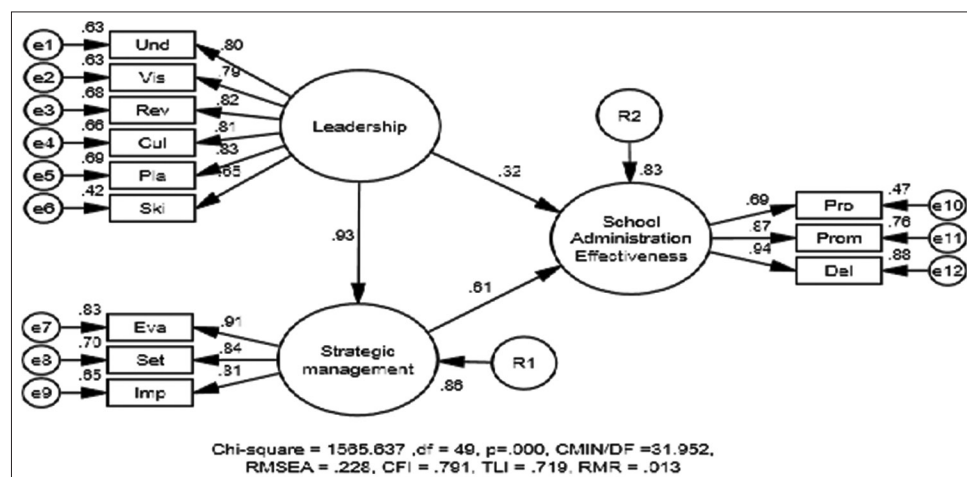 .63
e1 Und .80
.63
e2 Vis .79
.68
e3 Rev .82
.66
e4 Cul .81
.69
e5 Pla .83
.42
e6 Ski .65
Leadership
R2
.83
.32
School
Administration
Effectiveness
.69 Pro .47 e10
.87 Prom .76 e11
.94 Del .88 e12
.93
.61
.83
e7 Eva .91
.70
e8 Set .84
.65
e9 Imp .81
Strategic
management
.86
R1
Chi-square = 1565.637 ,df = 49, p=.000, CMIN/DF =31.952,
RMSEA = .228, CFI = .791, TLI = .719, RMR = .013